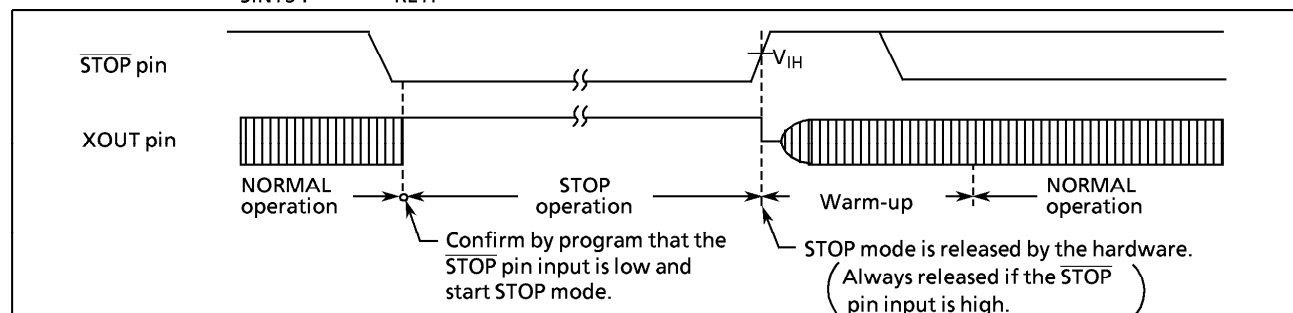 STOP pin
VIH
XOUT pin
NORMAL
operation
STOP
operation
Warm-up
NORMAL
operation
Confirm by program that the
STOP pin input is low and
start STOP mode.
STOP mode is released by the hardware.
(Always released if the STOP
pin input is high.)